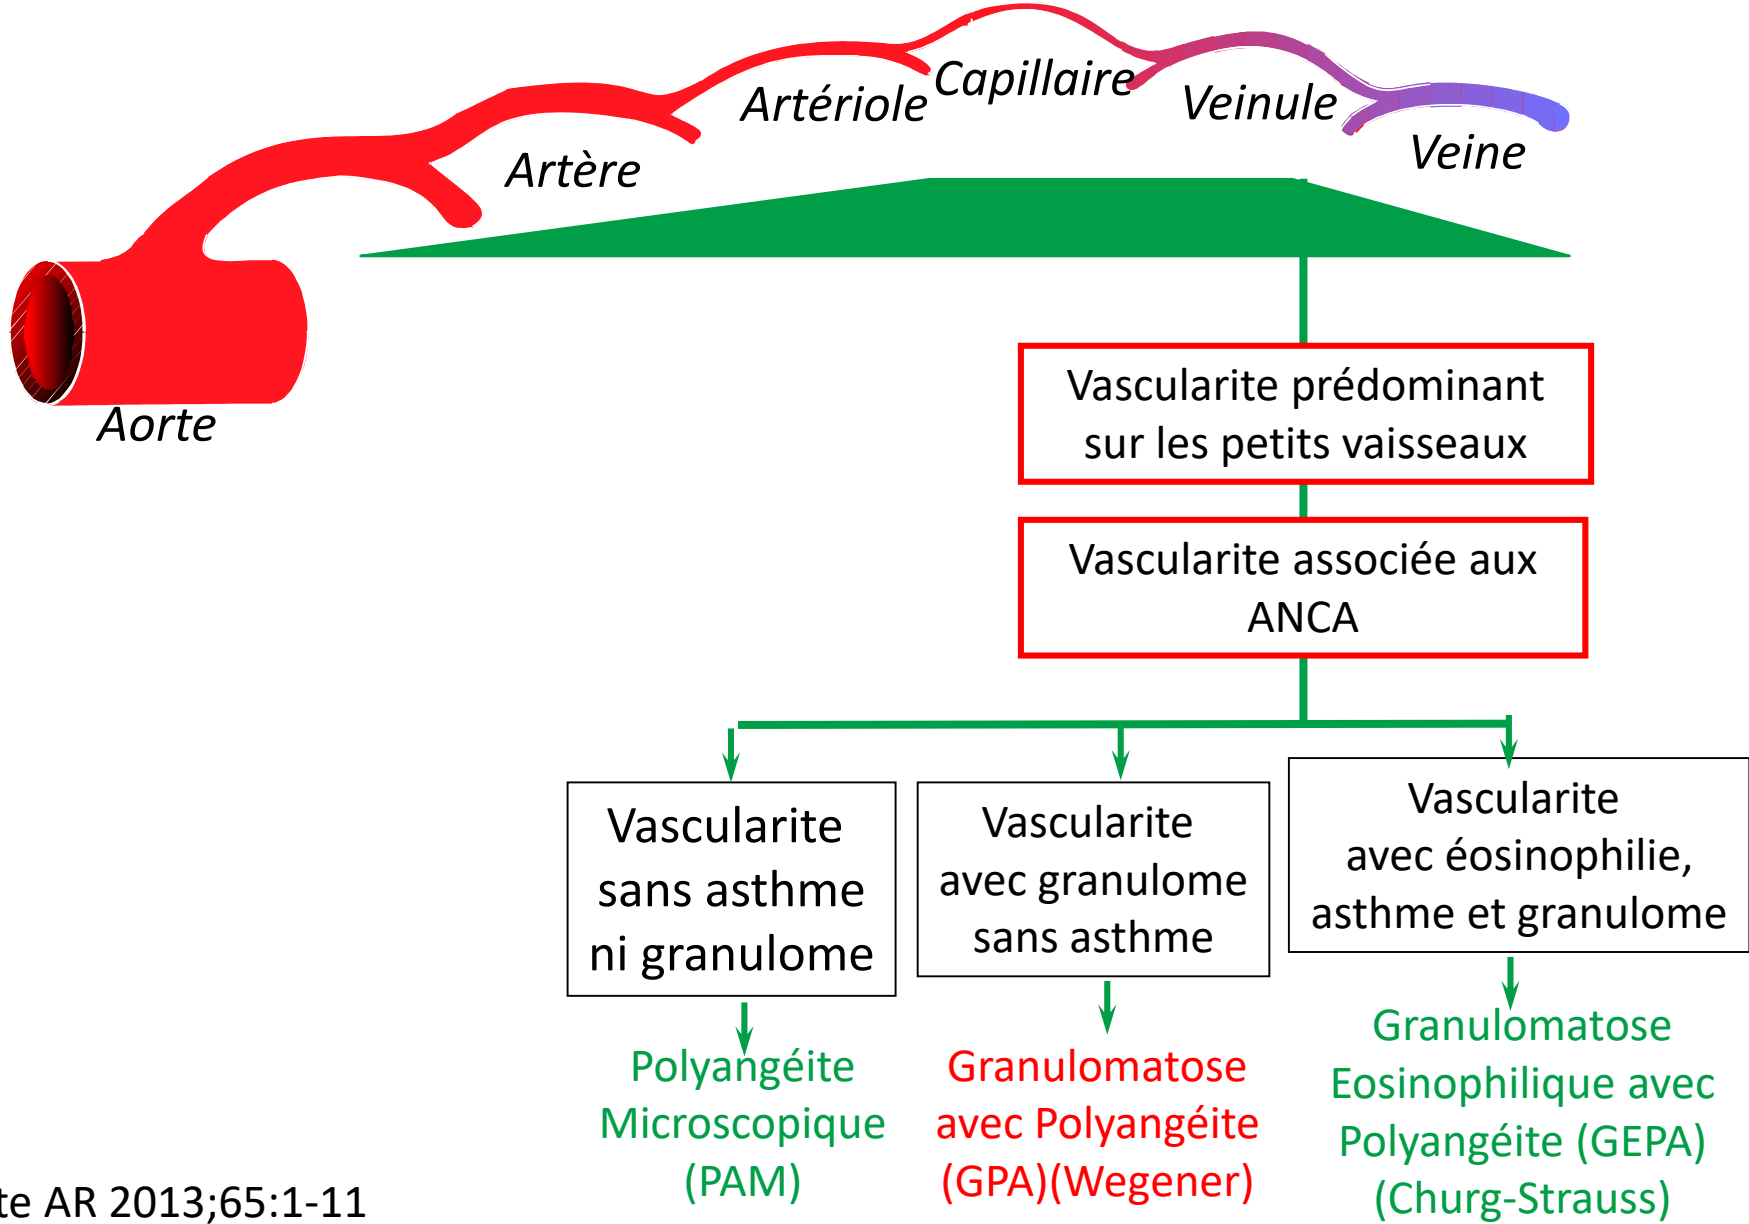 Capillaire
Artériole
Veinule
Veine
Artère
Aorte
Vascularite prédominant
sur les petits vaisseaux
Vascularite associée aux
ANCA
Vascularite
sans asthme
ni granulome
Vascularite
avec granulome
sans asthme
Vascularite
avec éosinophilie,
asthme et granulome
Polyangéite
Microscopique
(PAM)
Granulomatose
avec Polyangéite
(GPA)(Wegener)
Granulomatose
Eosinophilique avec
Polyangéite (GEPA)
(Churg-Strauss)
te AR 2013;65:1-11